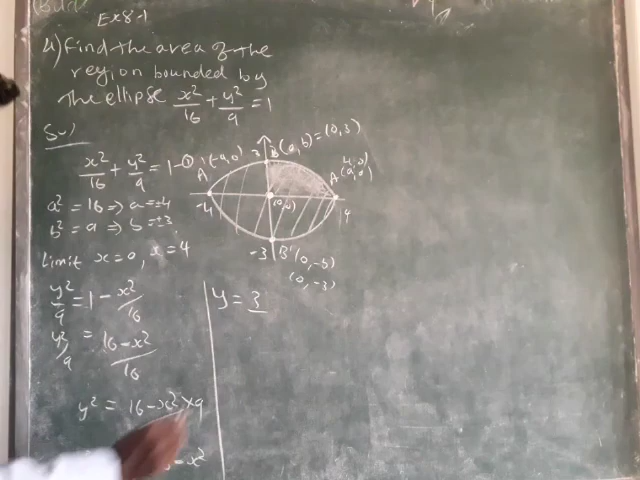 Ex 8.1
4) Find the area of the
region bounded by
The ellipse x²/16 + y²/9 = 1
Sol
x²/16 + y²/9 = 1 - ①
a² = 16 ⇒ a = ±4
b² = 9 ⇒ b = ±3
Limit x = 0, x = 4
y²/9 = 1 - x²/16
y²/9 = 16 - x²/16
y² = 16 - x² × 9
- x²
(-a,0)
A'
3
B (0,b) = (0,3)
4,0)
A (a,0)
-4
(0,0)
4
-3
B' (0,-b)
(0,-3)
y = 3